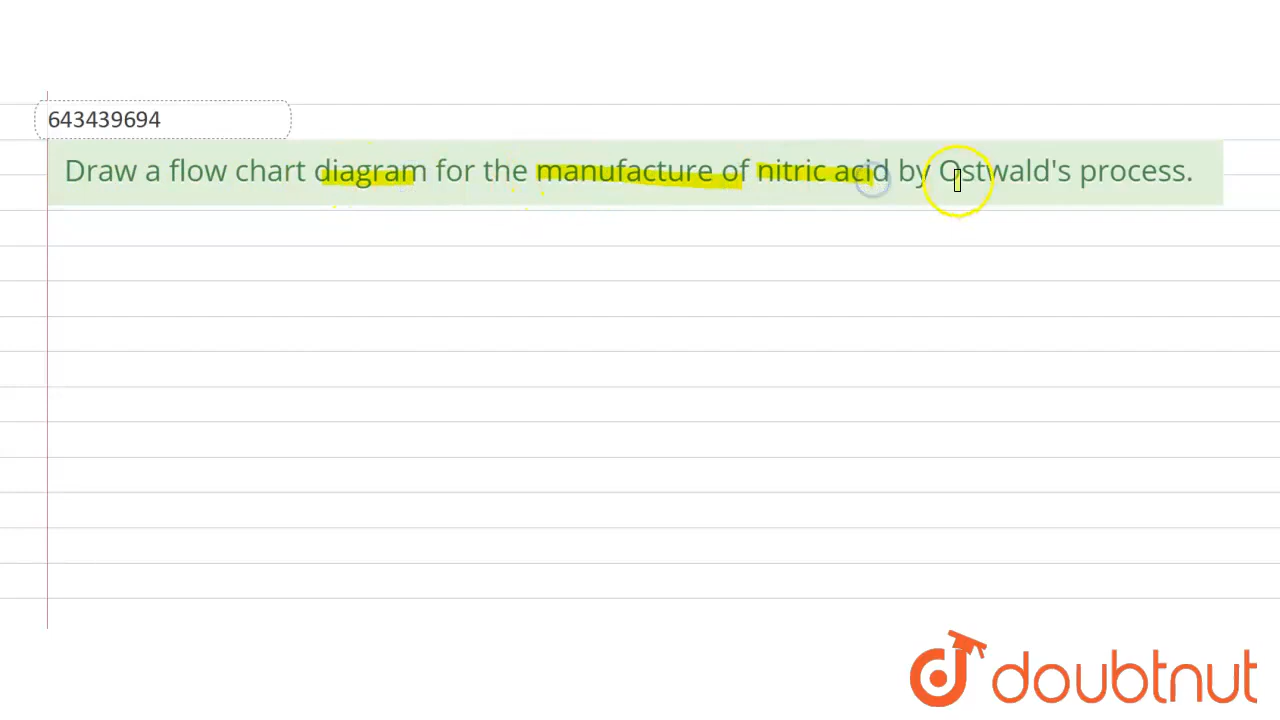 643439694
Draw a flow chart diagram for the manufacture of nitric acid by Ostwald's process.
doubtnut